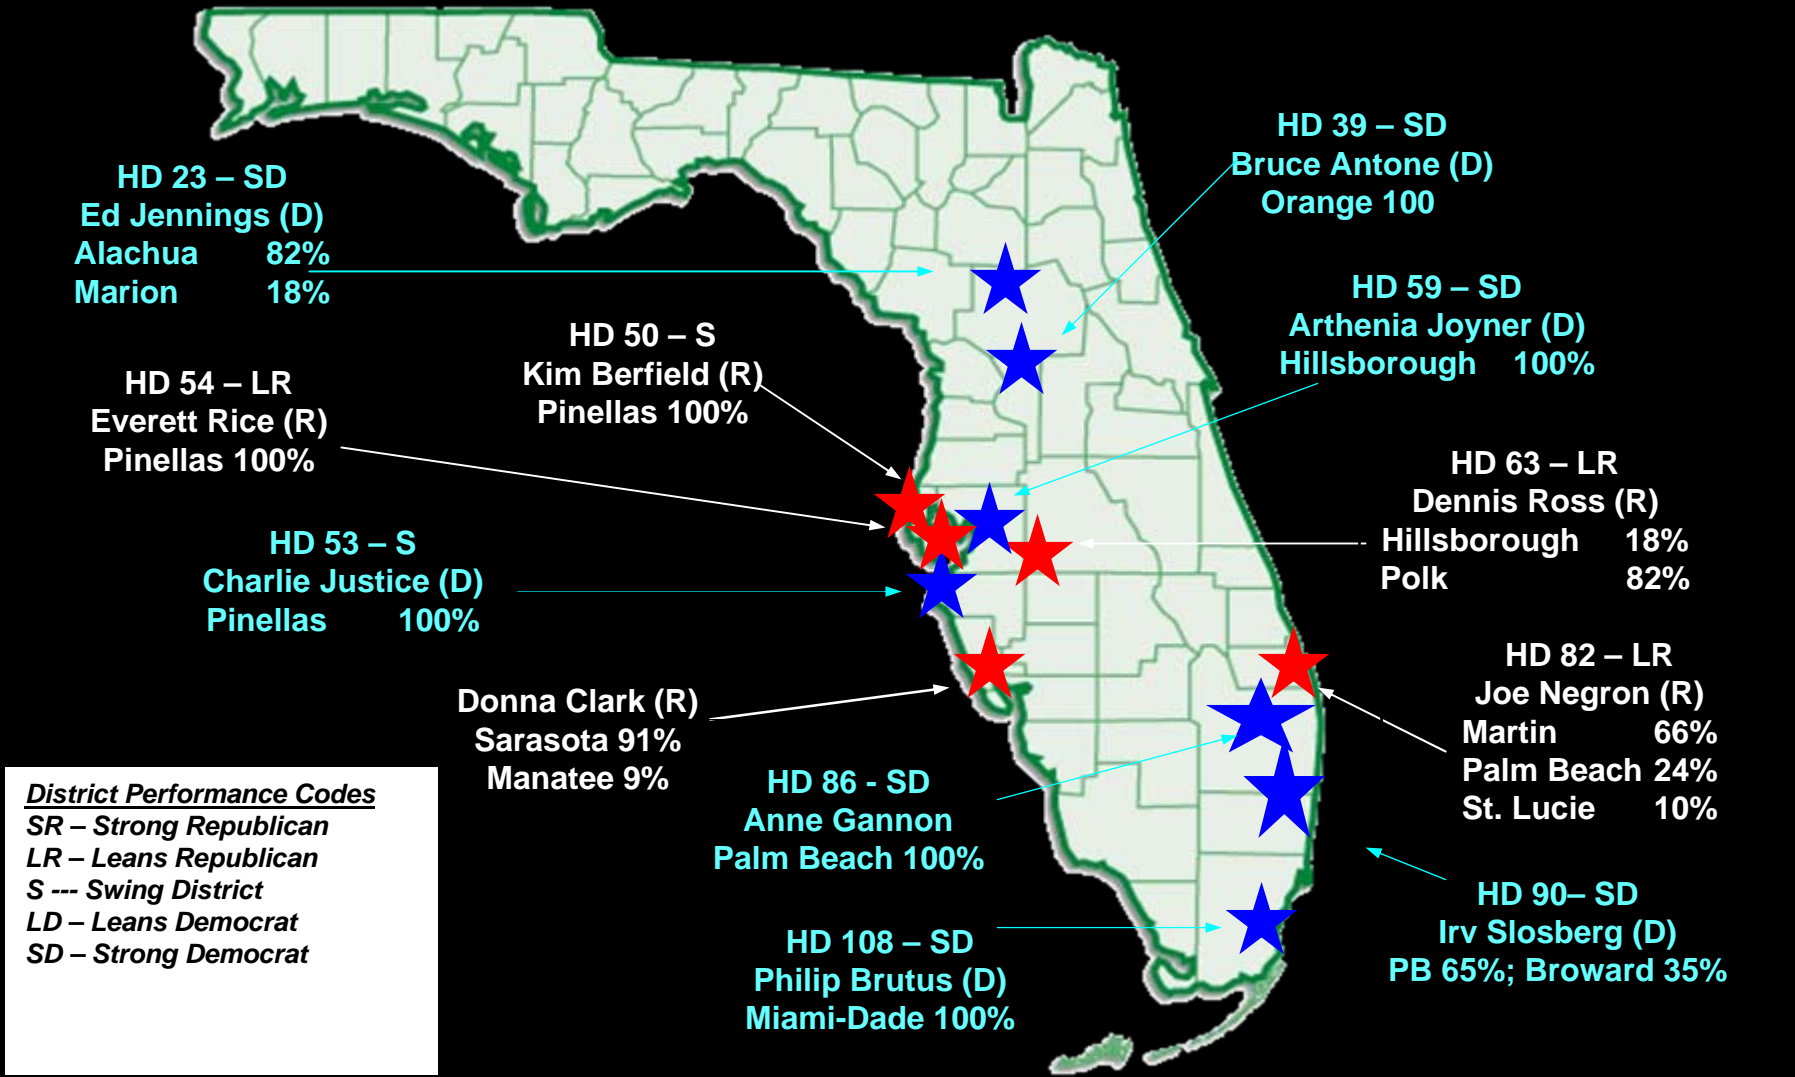 HD 39 – SD
Bruce Antone (D)
Orange 100
HD 23 – SD
Ed Jennings (D)
Alachua 82%
Marion 18%
HD 59 – SD
Arthenia Joyner (D)
Hillsborough 100%
HD 50 – S
Kim Berfield (R)
Pinellas 100%
HD 54 – LR
Everett Rice (R)
Pinellas 100%
HD 63 – LR
Dennis Ross (R)
Hillsborough 18%
Polk 82%
HD 53 – S
Charlie Justice (D)
Pinellas 100%
HD 82 – LR
Joe Negron (R)
Martin 66%
Palm Beach 24%
St. Lucie 10%
Donna Clark (R)
Sarasota 91%
Manatee 9%
HD 86 - SD
Anne Gannon
Palm Beach 100%
HD 90– SD
Irv Slosberg (D)
PB 65%; Broward 35%
HD 108 – SD
Philip Brutus (D)
Miami-Dade 100%
District Performance Codes
SR – Strong Republican
LR – Leans Republican
S --- Swing District
LD – Leans Democrat
SD – Strong Democrat